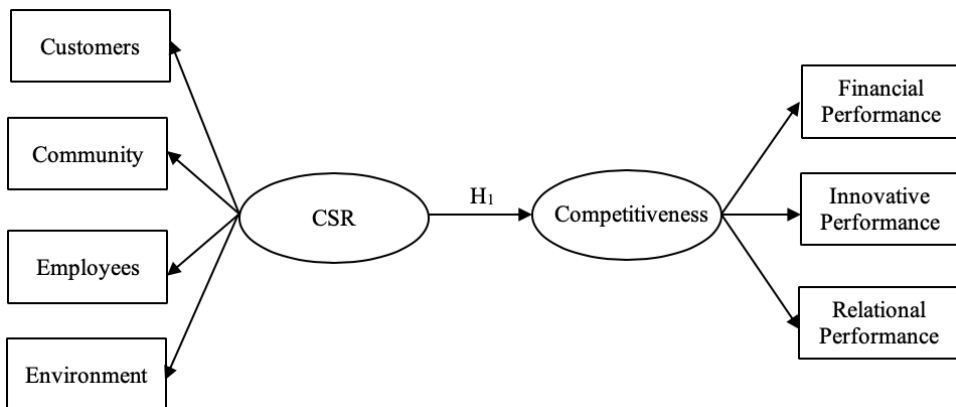 Customers
Community
Employees
Environment
CSR
H₁
Competitiveness
Financial
Performance
Innovative
Performance
Relational
Performance